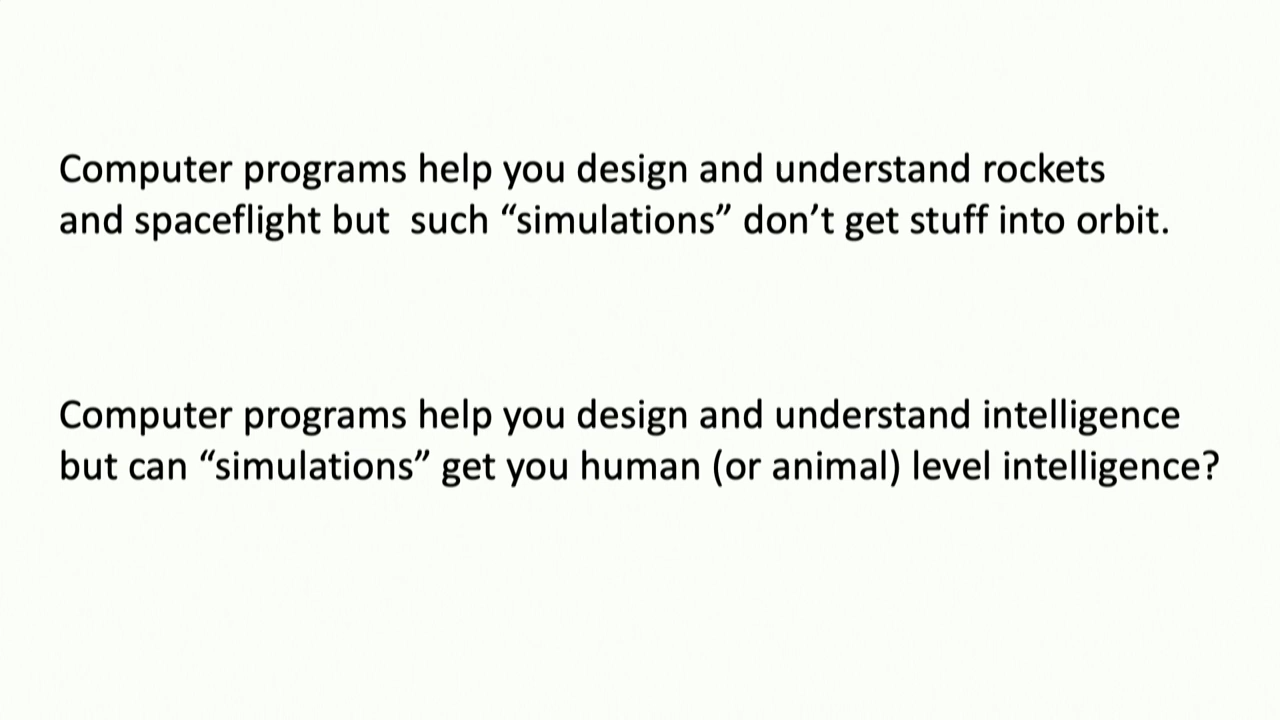 Computer programs help you design and understand rockets
and spaceflight but  such “simulations” don’t get stuff into orbit.
Computer programs help you design and understand intelligence
but can “simulations” get you human (or animal) level intelligence?